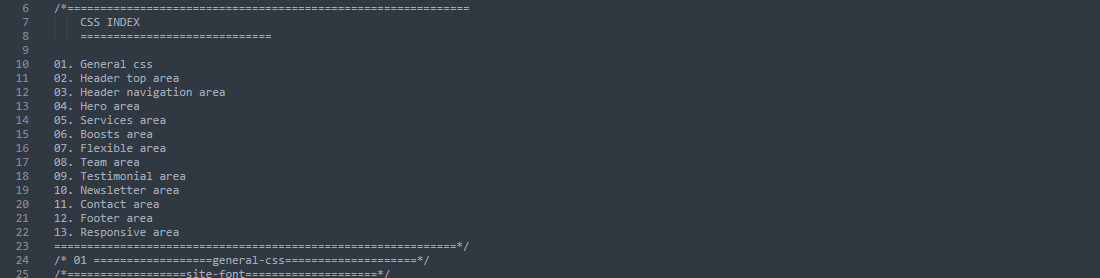 6 /*=============================================================
7 CSS INDEX
8 =============================
9
10 01. General css
11 02. Header top area
12 03. Header navigation area
13 04. Hero area
14 05. Services area
15 06. Boosts area
16 07. Flexible area
17 08. Team area
18 09. Testimonial area
19 10. Newsletter area
20 11. Contact area
21 12. Footer area
22 13. Responsive area
23 =============================================================*/
24 /* 01 ==================general-css====================*/
25 /*==================site-font====================*/